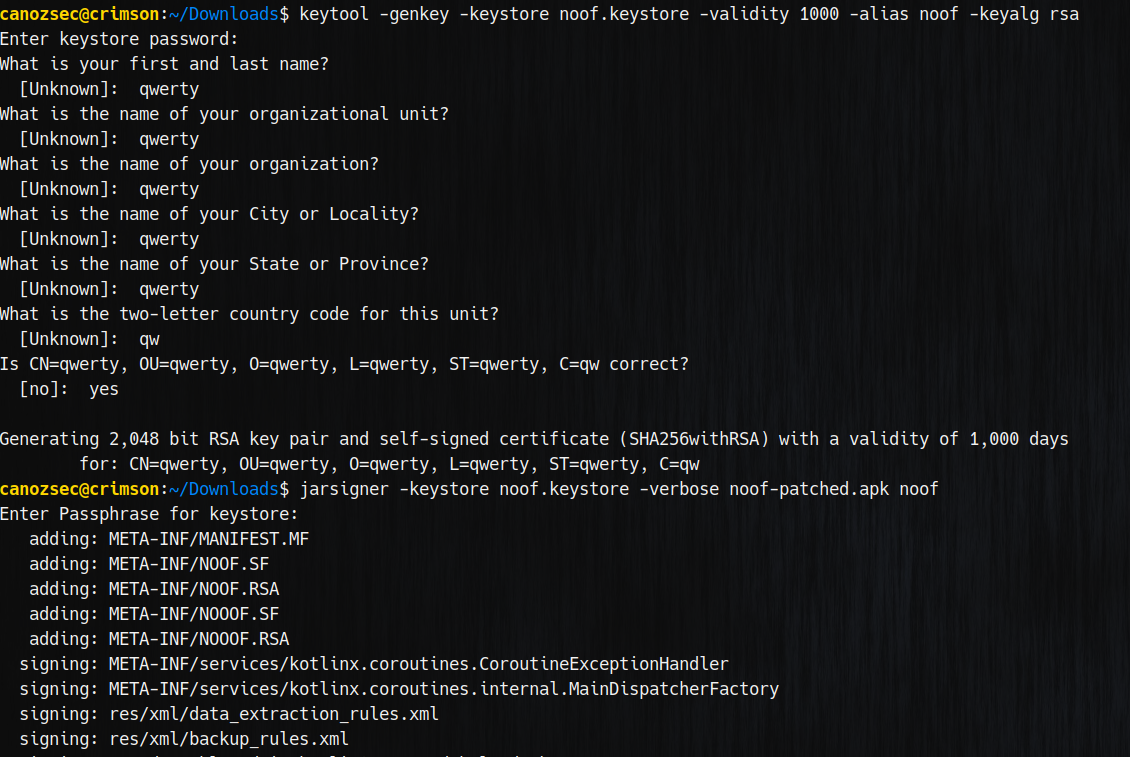 canozsec@crimson:~/Downloads$ keytool -genkey -keystore noof.keystore -validity 1000 -alias noof -keyalg rsa
Enter keystore password:
What is your first and last name?
  [Unknown]:  qwerty
What is the name of your organizational unit?
  [Unknown]:  qwerty
What is the name of your organization?
  [Unknown]:  qwerty
What is the name of your City or Locality?
  [Unknown]:  qwerty
What is the name of your State or Province?
  [Unknown]:  qwerty
What is the two-letter country code for this unit?
  [Unknown]:  qw
Is CN=qwerty, OU=qwerty, O=qwerty, L=qwerty, ST=qwerty, C=qw correct?
  [no]:  yes
Generating 2,048 bit RSA key pair and self-signed certificate (SHA256withRSA) with a validity of 1,000 days
        for: CN=qwerty, OU=qwerty, O=qwerty, L=qwerty, ST=qwerty, C=qw
canozsec@crimson:~/Downloads$ jarsigner -keystore noof.keystore -verbose noof-patched.apk noof
Enter Passphrase for keystore:
   adding: META-INF/MANIFEST.MF
   adding: META-INF/NOOF.SF
   adding: META-INF/NOOF.RSA
   adding: META-INF/NOOOF.SF
   adding: META-INF/NOOOF.RSA
  signing: META-INF/services/kotlinx.coroutines.CoroutineExceptionHandler
  signing: META-INF/services/kotlinx.coroutines.internal.MainDispatcherFactory
  signing: res/xml/data_extraction_rules.xml
  signing: res/xml/backup_rules.xml